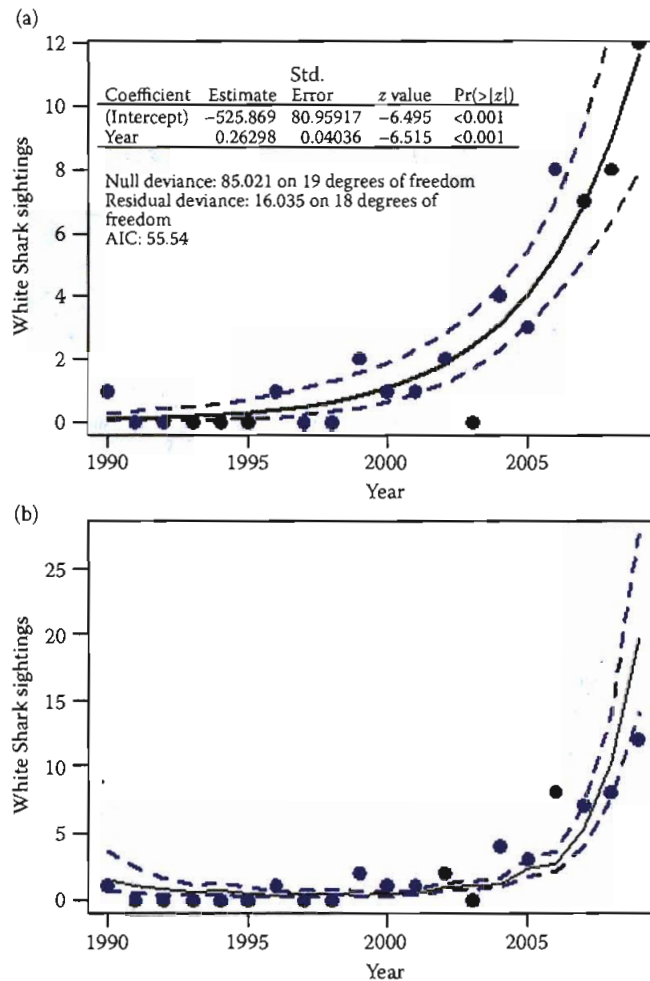 (a)
12
10
8
6
4
2
0
White Shark sightings
Std.
Coefficient Estimate Error z value Pr(>|z|)
(Intercept) −525.869 80.95917 −6.495 <0.001
Year 0.26298 0.04036 −6.515 <0.001
Null deviance: 85.021 on 19 degrees of freedom
Residual deviance: 16.035 on 18 degrees of
freedom
AIC: 55.54
1990 1995 2000 2005
Year
(b)
25
20
15
10
5
0
White Shark sightings
1990 1995 2000 2005
Year